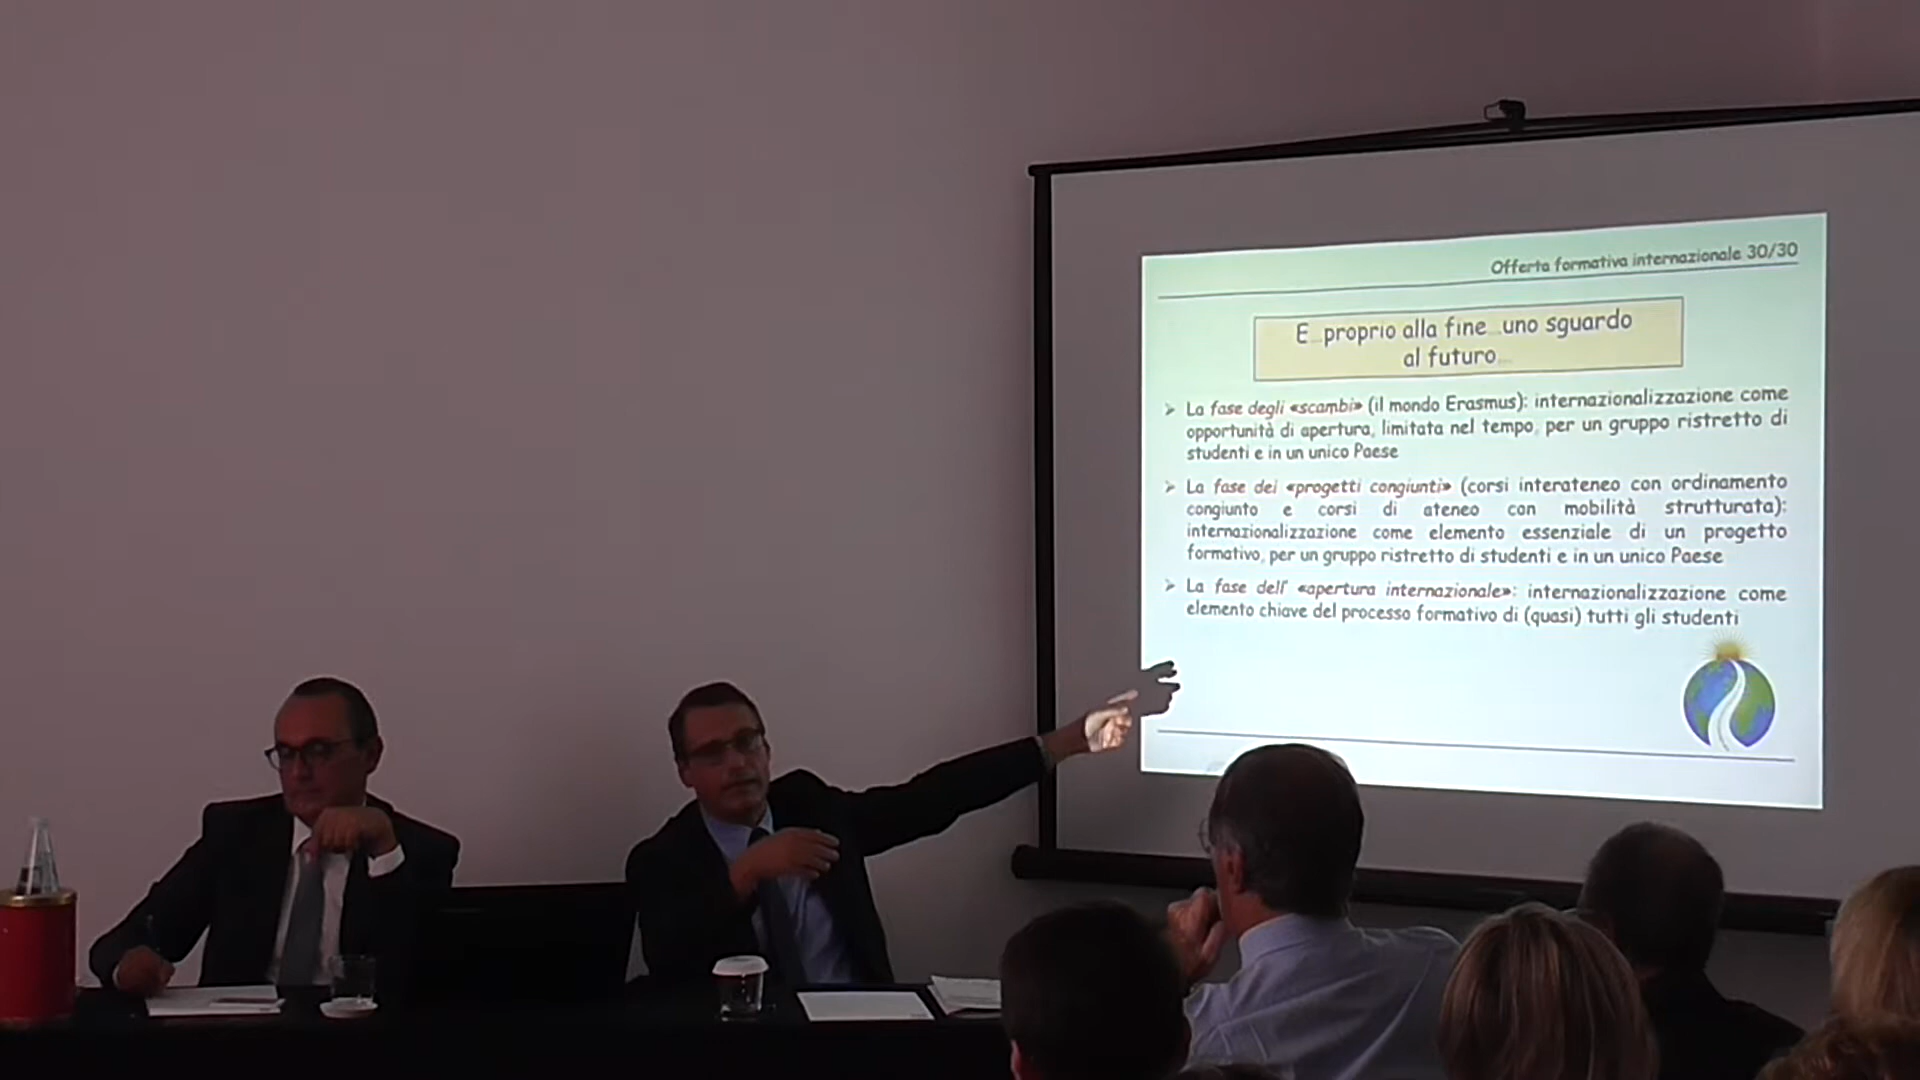 Offerta formativa internazionale 30/30
E...proprio alla fine...uno sguardo
al futuro...
➤ La fase degli «scambi» (il mondo Erasmus): internazionalizzazione come
opportunità di apertura, limitata nel tempo, per un gruppo ristretto di
studenti e in un unico Paese
➤ La fase dei «progetti congiunti» (corsi interateneo con ordinamento
congiunto e corsi di ateneo con mobilità strutturata):
internazionalizzazione come elemento essenziale di un progetto
formativo, per un gruppo ristretto di studenti e in un unico Paese
➤ La fase dell' «apertura internazionale»: internazionalizzazione come
elemento chiave del processo formativo di (quasi) tutti gli studenti